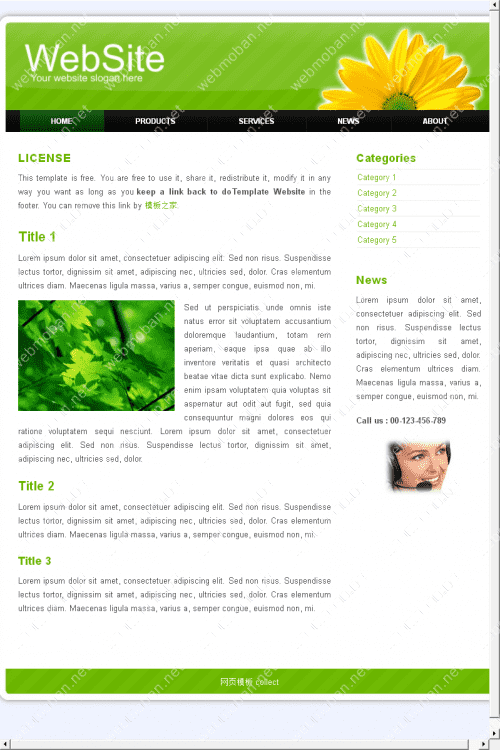 WebSite
Your website slogan here
HOME PRODUCTS SERVICES NEWS ABOUT
LICENSE
This template is free. You are free to use it, share it, redistribute it, modify it in any
way you want as long as you keep a link back to doTemplate Website in the
footer. You can remove this link by 模板之家.
Title 1
Lorem ipsum dolor sit amet, consectetuer adipiscing elit. Sed non risus. Suspendisse
lectus tortor, dignissim sit amet, adipiscing nec, ultricies sed, dolor. Cras elementum
ultrices diam. Maecenas ligula massa, varius a, semper congue, euismod non, mi.
Sed ut perspiciatis unde omnis iste
natus error sit voluptatem accusantium
doloremque laudantium, totam rem
aperiam, eaque ipsa quae ab illo
inventore veritatis et quasi architecto
beatae vitae dicta sunt explicabo. Nemo
enim ipsam voluptatem quia voluptas sit
aspernatur aut odit aut fugit, sed quia
consequuntur magni dolores eos qui
ratione voluptatem sequi nesciunt. Lorem ipsum dolor sit amet, consectetuer
adipiscing elit. Sed non risus. Suspendisse lectus tortor, dignissim sit amet,
adipiscing nec, ultricies sed, dolor.
Title 2
Lorem ipsum dolor sit amet, consectetuer adipiscing elit. Sed non risus. Suspendisse
lectus tortor, dignissim sit amet, adipiscing nec, ultricies sed, dolor. Cras elementum
ultrices diam. Maecenas ligula massa, varius a, semper congue, euismod non, mi.
Title 3
Lorem ipsum dolor sit amet, consectetuer adipiscing elit. Sed non risus. Suspendisse
lectus tortor, dignissim sit amet, adipiscing nec, ultricies sed, dolor. Cras elementum
ultrices diam. Maecenas ligula massa, varius a, semper congue, euismod non, mi.
Categories
Category 1
Category 2
Category 3
Category 4
Category 5
News
Lorem ipsum dolor sit amet,
consectetuer adipiscing elit. Sed
non risus. Suspendisse lectus
tortor, dignissim sit amet,
adipiscing nec, ultricies sed, dolor.
Cras elementum ultrices diam.
Maecenas ligula massa, varius a,
semper congue, euismod non, mi.
Call us : 00-123-456-789
网页模板 collect
webmoban.net